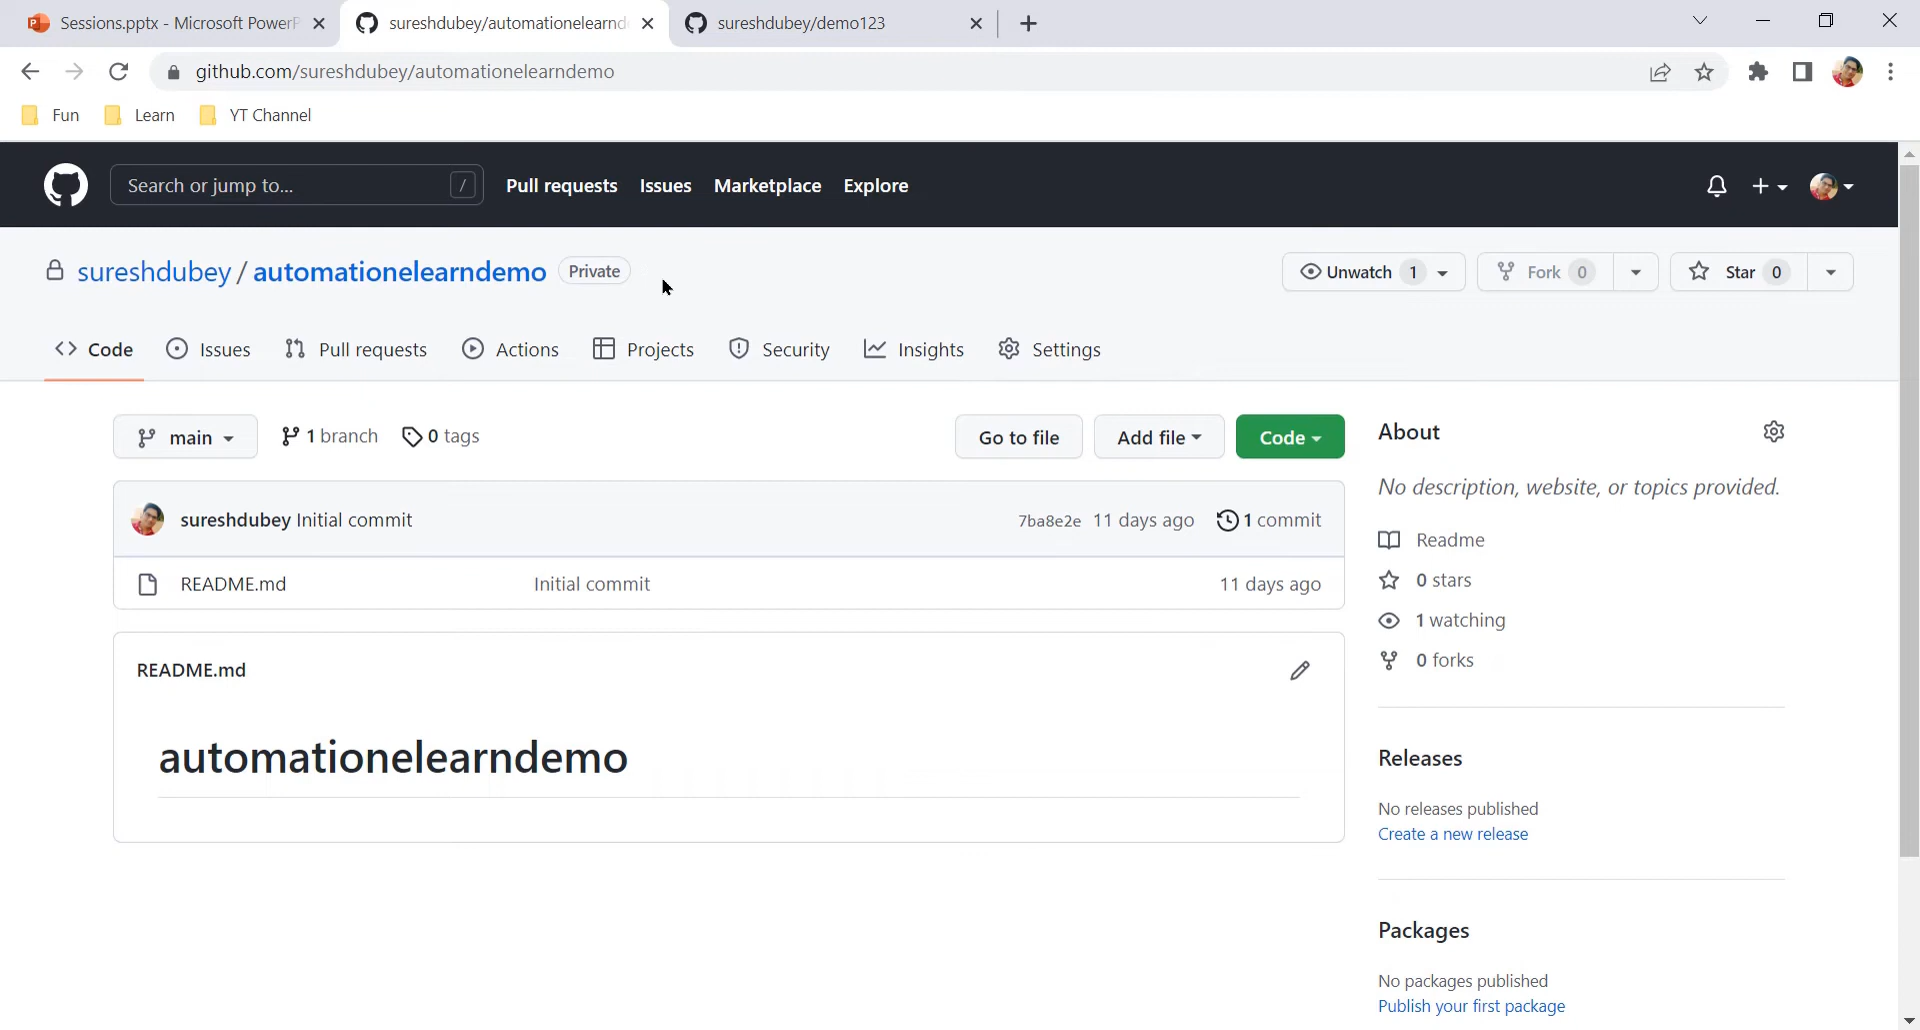 Sessions.pptx - Microsoft PowerP
sureshdubey/automationelearnd
sureshdubey/demo123
github.com/sureshdubey/automationelearndemo
Fun Learn YT Channel
Search or jump to... / Pull requests Issues Marketplace Explore
sureshdubey / automationelearndemo Private Unwatch 1 Fork 0 Star 0
Code Issues Pull requests Actions Projects Security Insights Settings
main 1 branch 0 tags Go to file Add file Code
sureshdubey Initial commit 7ba8e2e 11 days ago 1 commit
README.md Initial commit 11 days ago
README.md
automationelearndemo
About
No description, website, or topics provided.
Readme
0 stars
1 watching
0 forks
Releases
No releases published
Create a new release
Packages
No packages published
Publish your first package